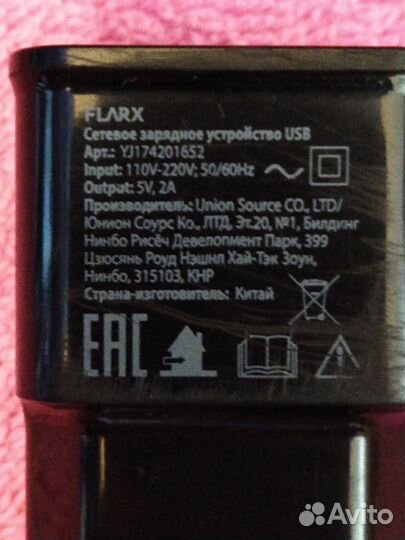 FLARX
Сетевое зарядное устройство USB
Арт.: YJ174201652
Input: 110V-220V; 50/60Hz
Output: 5V, 2A
Производитель: Union Source CO., LTD/
Юнион Соурс Ко., ЛТД, Эт.20, №1, Билдинг
Нинбо Рисёч Девелопмент Парк, 399
Цзюсянь Роуд Нэшнл Хай-Тэк Зоун,
Нинбо, 315103, КНР
Страна-изготовитель: Китай
EAC
Avito